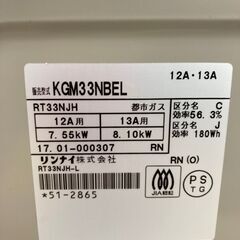 販売型式 KGM33NBEL
12A・13A
RT33NJH 都市ガス
12A用 13A用
7.55kW 8.10kW
区分名 C
効率56.3%
区分名 J
効率 180Wh
17.01-000307 RN
リンナイ株式会社 RN(O)
RT33NJH-L
*51-2865
JIA認証
PS
TG